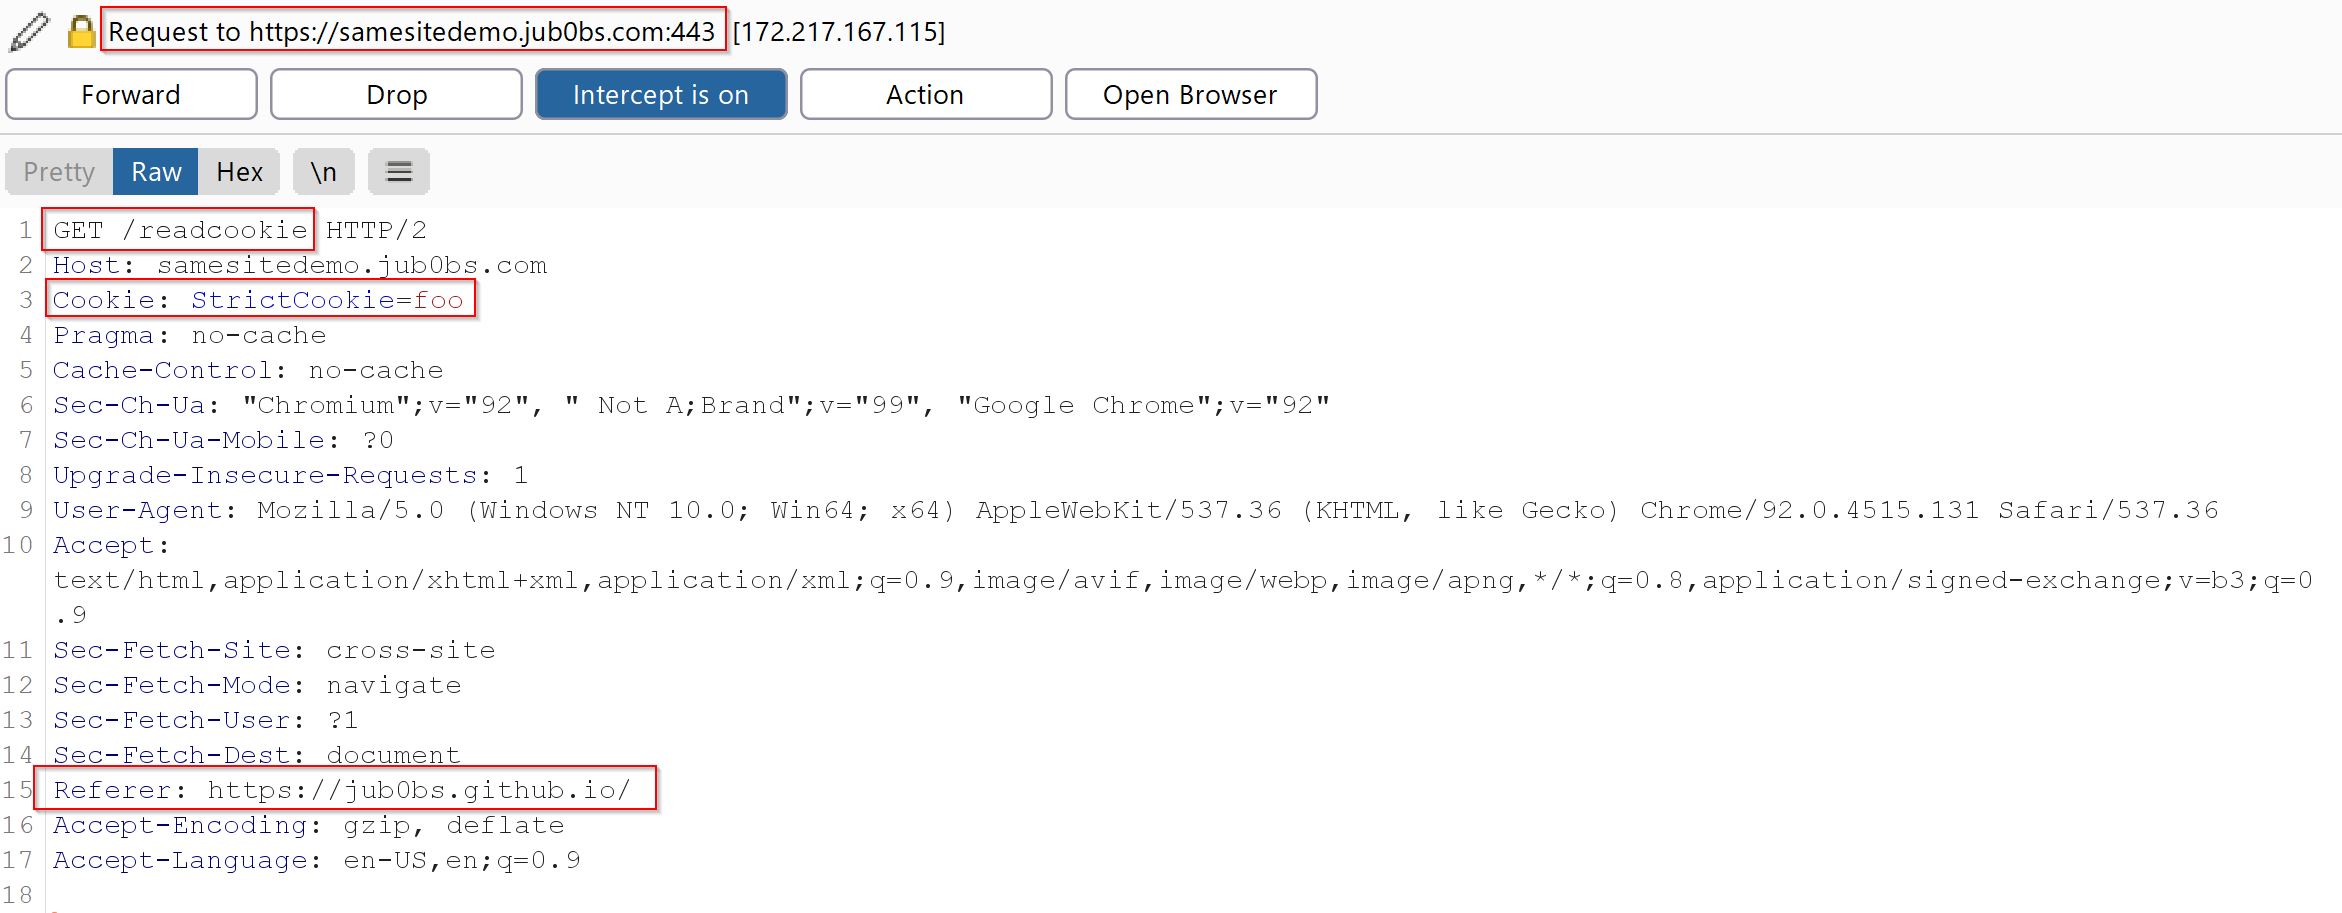 Request to https://samesitedemo.jub0bs.com:443 [172.217.167.115]
Forward Drop Intercept is on Action Open Browser
Pretty Raw Hex \n
1 GET /readcookie HTTP/2
2 Host: samesitedemo.jub0bs.com
3 Cookie: StrictCookie=foo
4 Pragma: no-cache
5 Cache-Control: no-cache
6 Sec-Ch-Ua: "Chromium";v="92", " Not A;Brand";v="99", "Google Chrome";v="92"
7 Sec-Ch-Ua-Mobile: ?0
8 Upgrade-Insecure-Requests: 1
9 User-Agent: Mozilla/5.0 (Windows NT 10.0; Win64; x64) AppleWebKit/537.36 (KHTML, like Gecko) Chrome/92.0.4515.131 Safari/537.36
10 Accept:
text/html,application/xhtml+xml,application/xml;q=0.9,image/avif,image/webp,image/apng,*/*;q=0.8,application/signed-exchange;v=b3;q=0
.9
11 Sec-Fetch-Site: cross-site
12 Sec-Fetch-Mode: navigate
13 Sec-Fetch-User: ?1
14 Sec-Fetch-Dest: document
15 Referer: https://jub0bs.github.io/
16 Accept-Encoding: gzip, deflate
17 Accept-Language: en-US,en;q=0.9
18